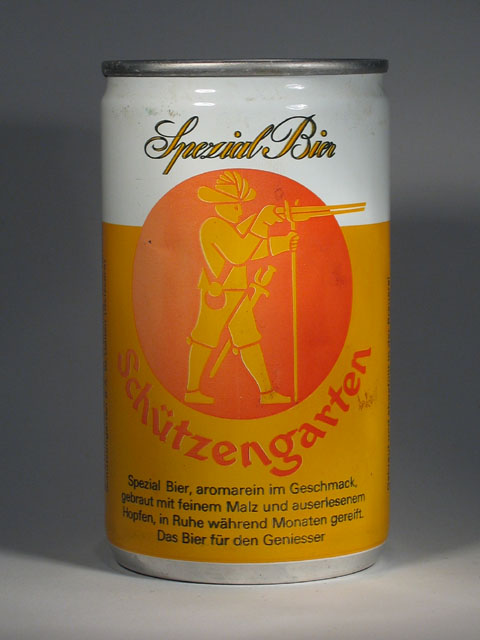 Spezial Bier
Schützengarten
Spezial Bier, aromarein im Geschmack,
gebraut mit feinem Malz und auserlesenem
Hopfen, in Ruhe während Monaten gereift.
Das Bier für den Geniesser